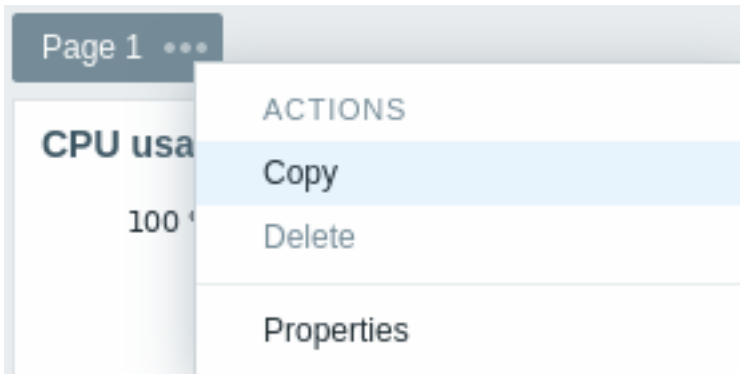 Page 1 •••
ACTIONS
CPU usa
Copy
100
Delete
Properties